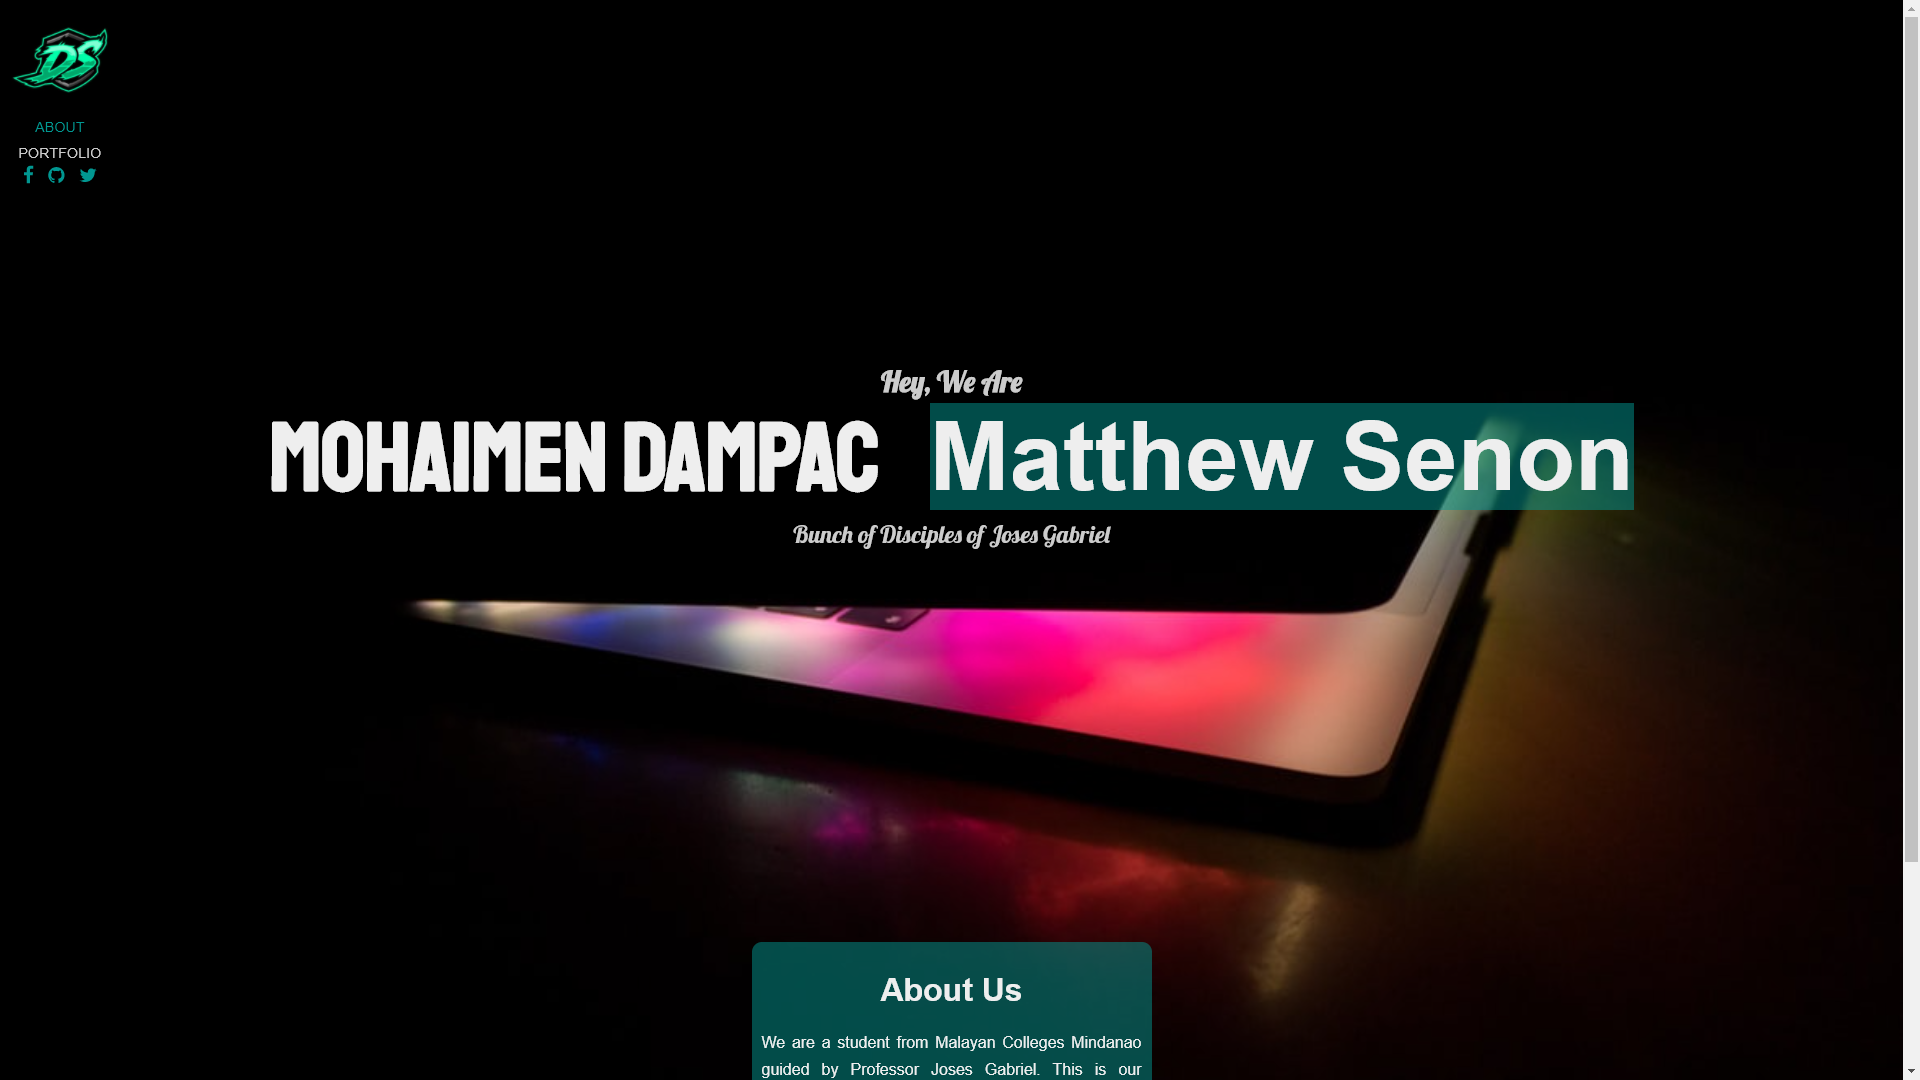 DS
ABOUT
PORTFOLIO
Hey, We Are
MOHAIMEN DAMPAC Matthew Senon
Bunch of Disciples of Joses Gabriel
About Us
We are a student from Malayan Colleges Mindanao
guided by Professor Joses Gabriel. This is our